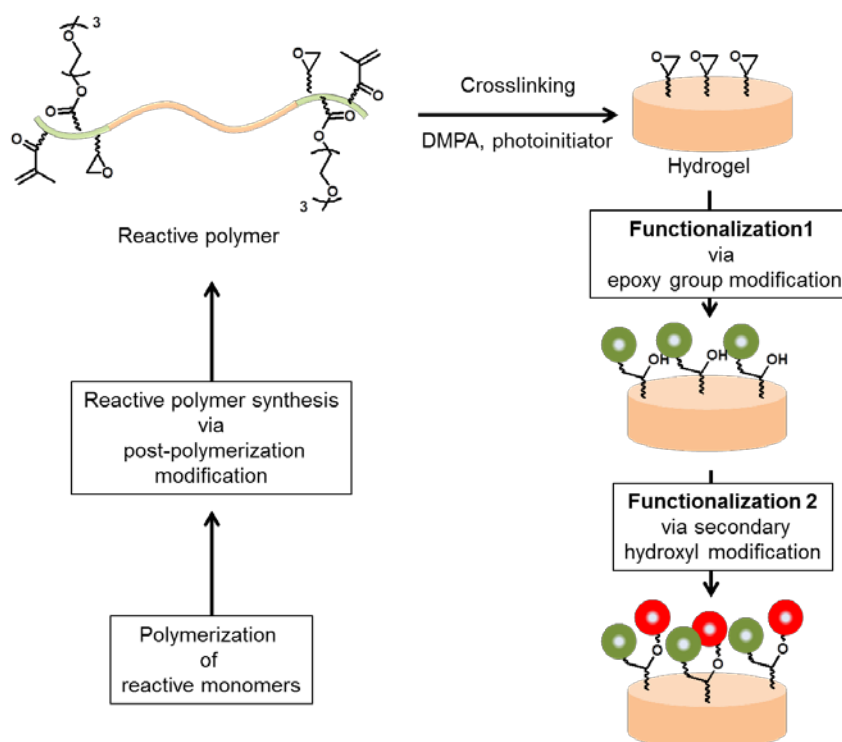 3
O
O
O
O
O
O
O
O
O
O
3
Reactive polymer
Crosslinking
DMPA, photoinitiator
O O O
Hydrogel
Functionalization1
via
epoxy group modification
OH OH OH
Functionalization 2
via secondary
hydroxyl modification
O O O
Reactive polymer synthesis
via
post-polymerization
modification
Polymerization
of
reactive monomers